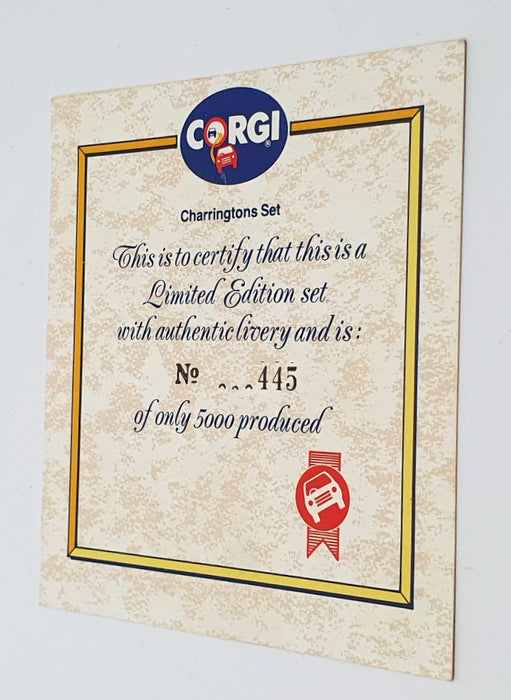 CORGI®
Charringtons Set
This is to certify that this is a
Limited Edition set
with authentic livery and is:
Nº ...445
of only 5000 produced